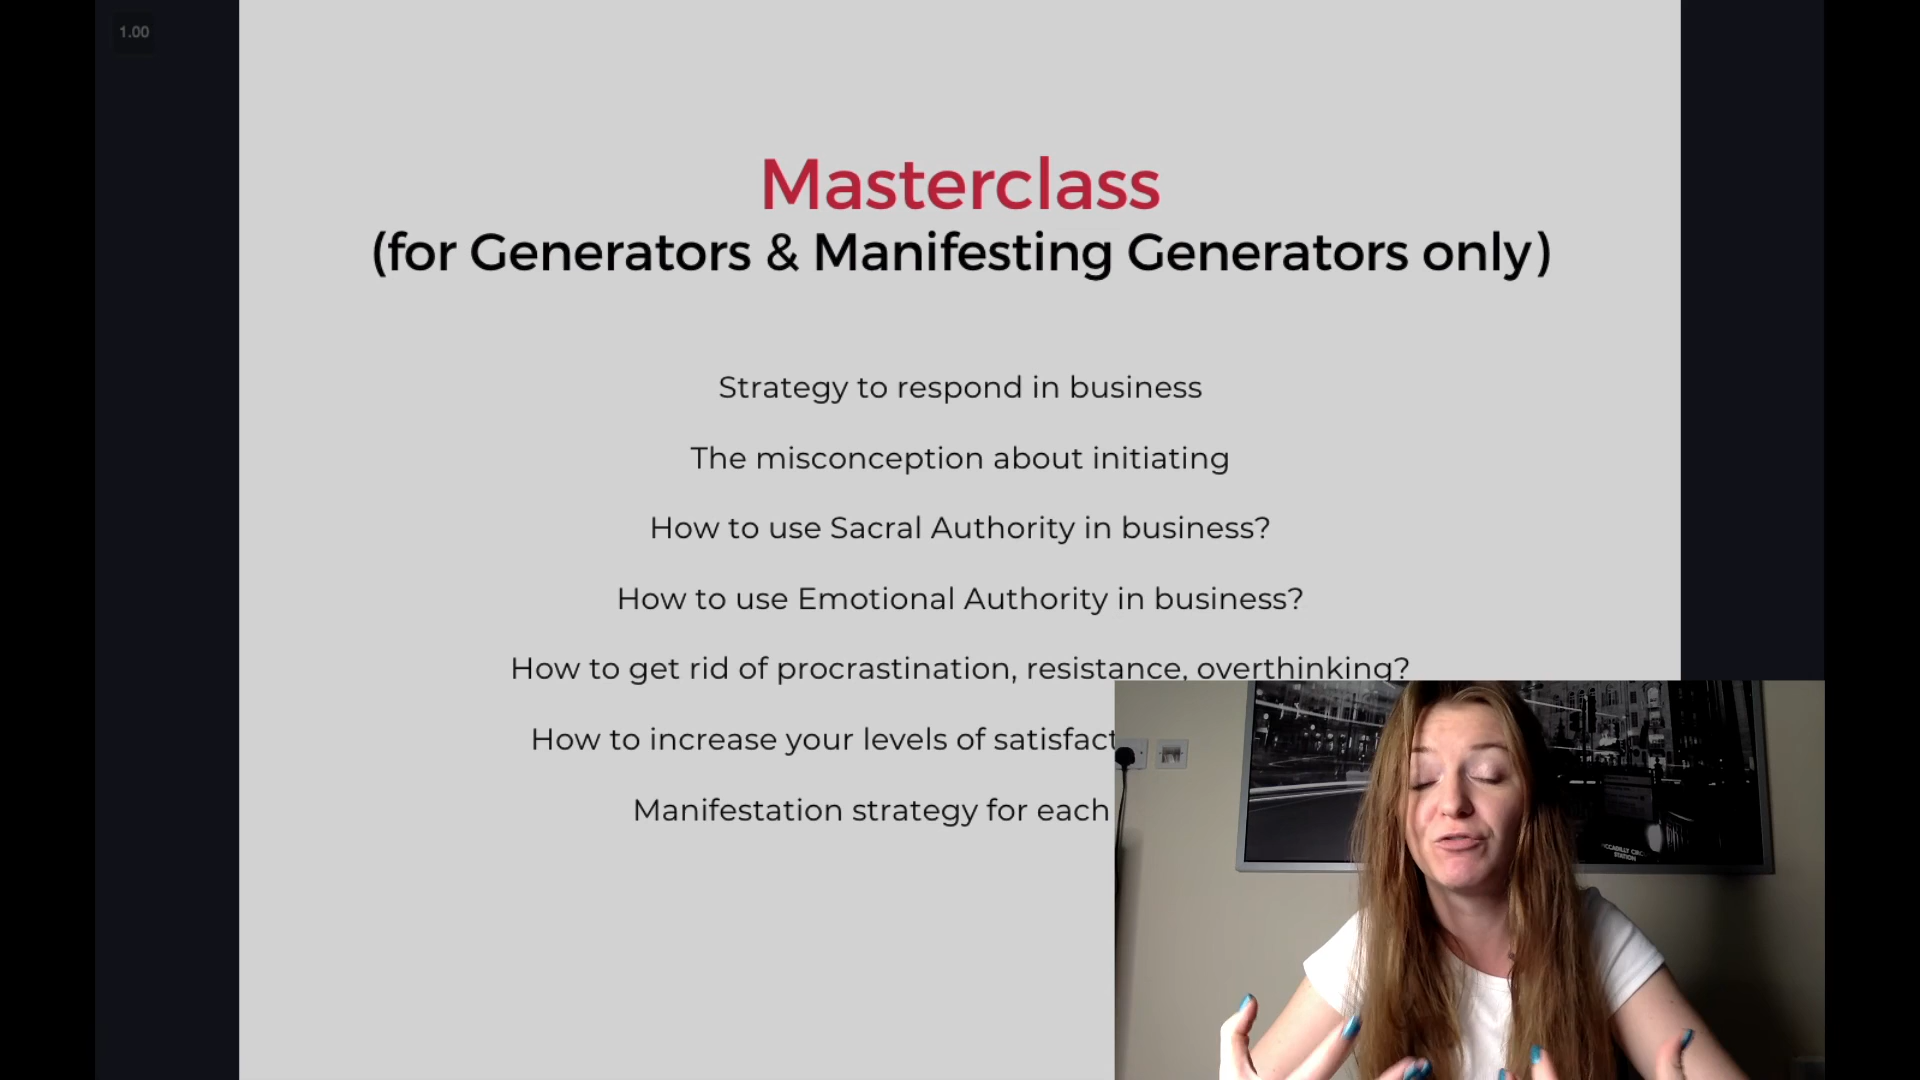 1.00
Masterclass
(for Generators & Manifesting Generators only)
Strategy to respond in business
The misconception about initiating
How to use Sacral Authority in business?
How to use Emotional Authority in business?
How to get rid of procrastination, resistance, overthinking?
How to increase your levels of
Manifestation strategy for each
STATION